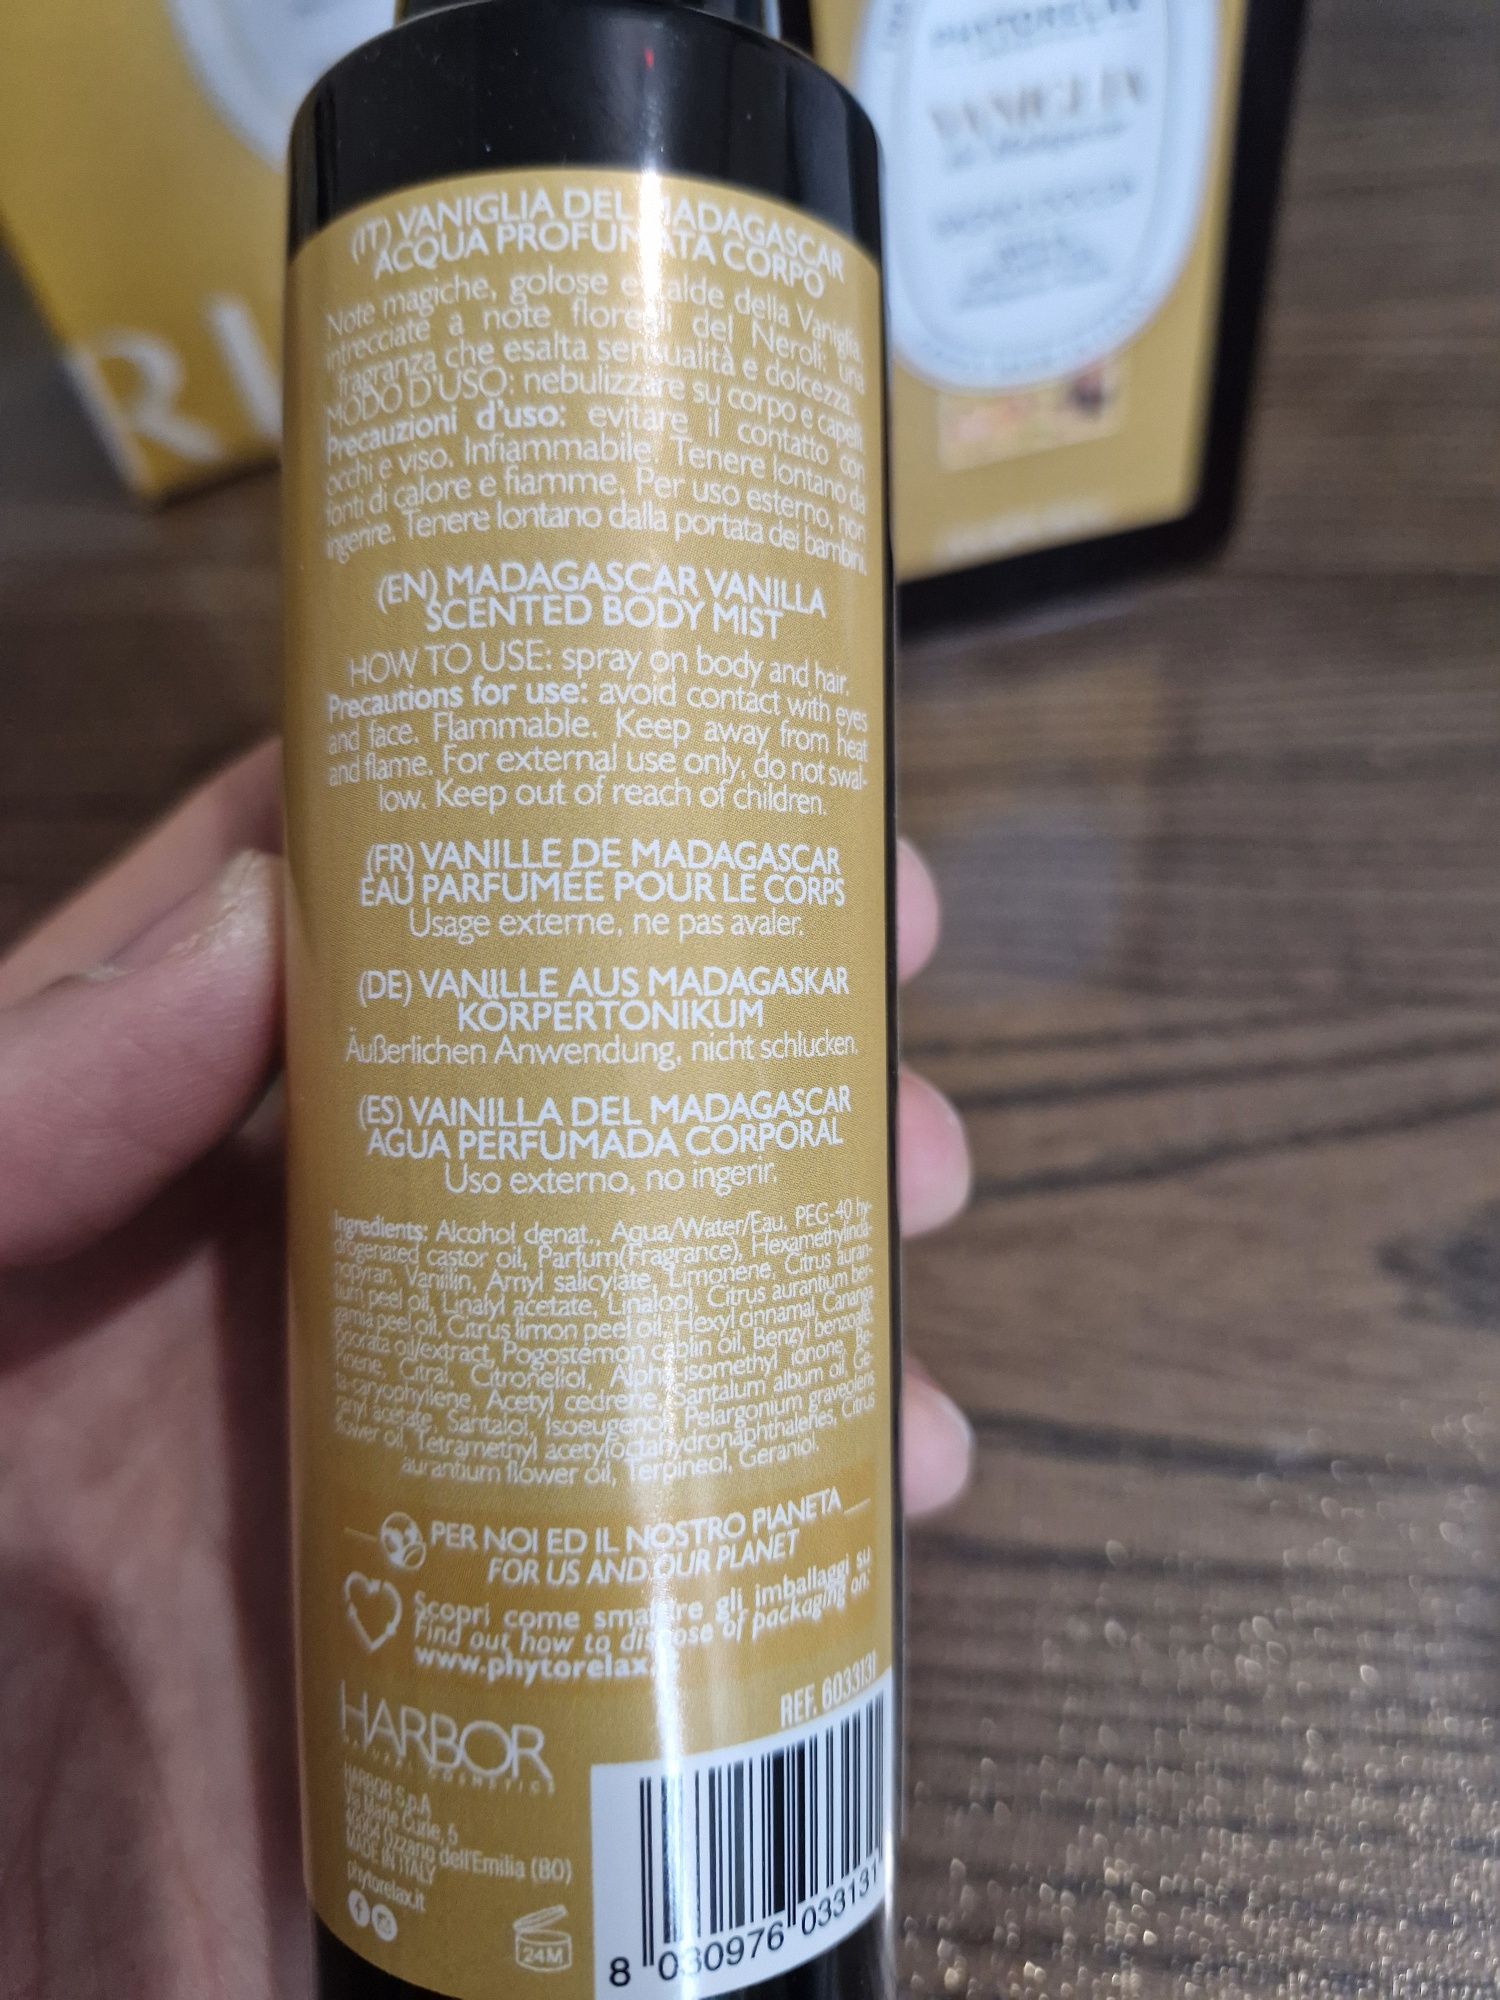 (IT) VANIGLIA DEL MADAGASCAR
ACQUA PROFUMATA CORPO
Note magiche, golose e calde della Vaniglia
intrecciate a note floreali del Neroli: una
fragranza che esalta sensualità e dolcezza.
MODO D'USO: nebulizzare su corpo e capelli.
Precauzioni d'uso: evitare il contatto con
occhi e viso. Infiammabile. Tenere lontano da
fonti di calore e fiamme. Per uso esterno, non
ingerire. Tenere lontano dalla portata dei bambini.
(EN) MADAGASCAR VANILLA
SCENTED BODY MIST
HOW TO USE: spray on body and hair.
Precautions for use: avoid contact with eyes
and face. Flammable. Keep away from heat
and flame. For external use only, do not swal-
low. Keep out of reach of children.
(FR) VANILLE DE MADAGASCAR
EAU PARFUMÉE POUR LE CORPS
Usage externe, ne pas avaler.
(DE) VANILLE AUS MADAGASKAR
KÖRPERTONIKUM
Äußerlichen Anwendung, nicht schlucken.
(ES) VAINILLA DEL MADAGASCAR
AGUA PERFUMADA CORPORAL
Uso externo, no ingerir.
Ingredients: Alcohol denat., Aqua/Water/Eau, PEG-40 hy-
drogenated castor oil, Parfum(Fragrance), Hexamethylinda-
nopyran, Vanillin, Amyl salicylate, Limonene, Citrus auran-
tium peel oil, Linalyl acetate, Linalool, Citrus aurantium ber-
gamia peel oil, Citrus limon peel oil, Hexyl cinnamal, Cananga
odorata oil/extract, Pogostemon cablin oil, Benzyl benzoate,
Pinene, Citral, Citronellol, Alpha-isomethyl ionone, Be-
ta-caryophyllene, Acetyl cedrene, Santalum album oil, Ge-
ranyl acetate, Santalol, Isoeugenol, Pelargonium graveolens
flower oil, Tetramethyl acetyloctahydronaphthalenes, Citrus
aurantium flower oil, Terpineol, Geraniol.
PER NOI ED IL NOSTRO PIANETA
FOR US AND OUR PLANET
Scopri come smaltire gli imballaggi su
Find out how to dispose of packaging on:
www.phytorelax.it
REF. 6033131
HARBOR
NATURAL COSMETICS
HARBOR S.p.A
Via Marie Curie, 5
40064 Ozzano dell'Emilia (BO)
MADE IN ITALY
phytorelax.it
24M
8 030976 033131
PHYTORELAX
VANIGLIA